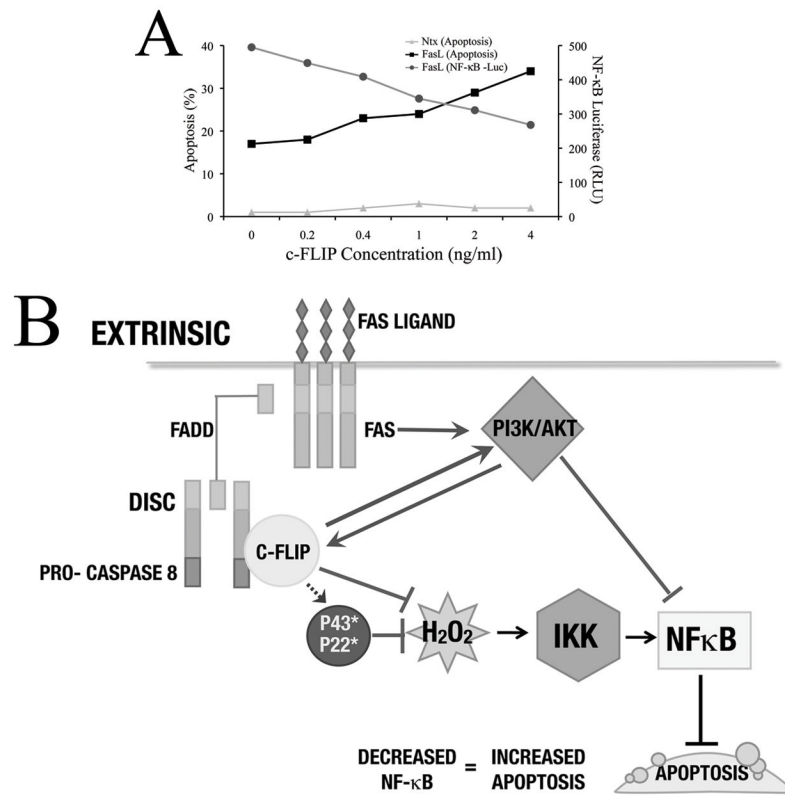 A
Ntx (Apoptosis)
FasL (Apoptosis)
FasL (NF-κB -Luc)
40
30
20
10
0
Apoptosis (%)
500
400
300
200
100
0
NF-κB Luciferase (RLU)
0 0.2 0.4 1 2 4
c-FLIP Concentration (ng/ml)
B
EXTRINSIC
FAS LIGAND
FADD
FAS
PI3K/AKT
DISC
C-FLIP
PRO- CASPASE 8
P43*
P22*
H₂O₂
IKK
NFκB
DECREASED
NF-κB
=
INCREASED
APOPTOSIS
APOPTOSIS